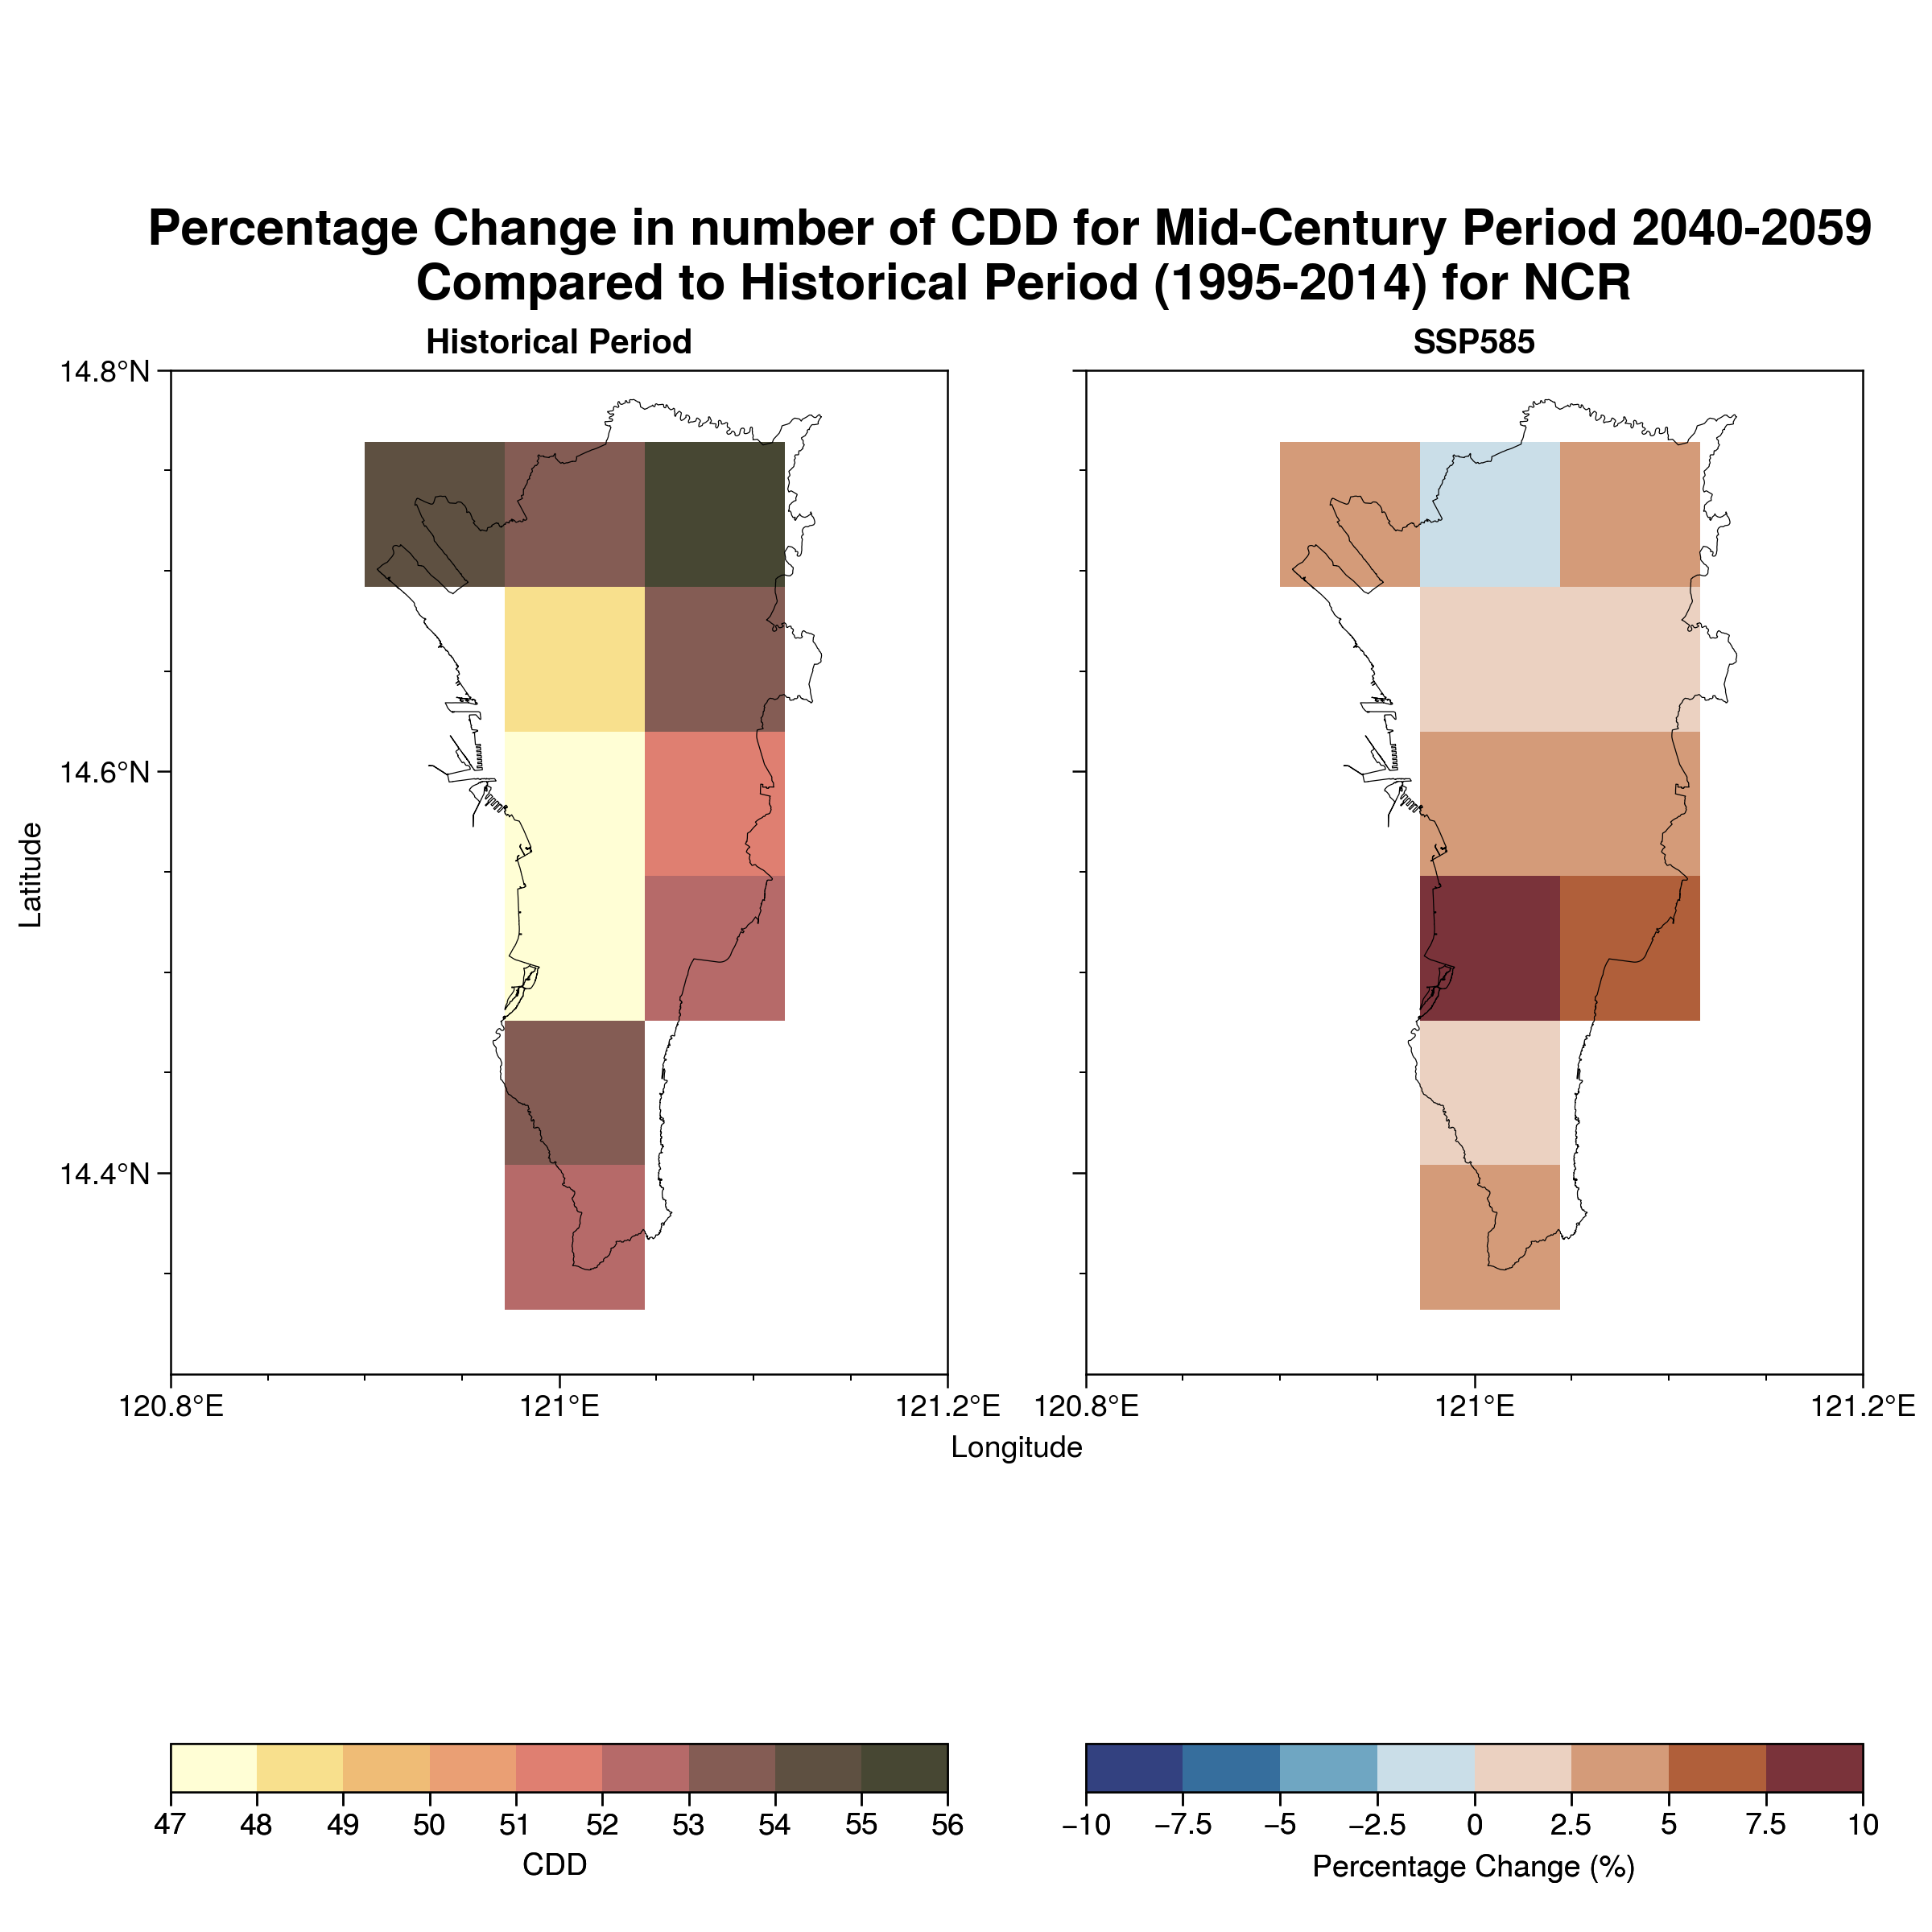 Percentage Change in number of CDD for Mid-Century Period 2040-2059
Compared to Historical Period (1995-2014) for NCR
Historical Period
SSP585
14.8°N
14.6°N
14.4°N
Latitude
120.8°E 121°E 121.2°E
120.8°E 121°E 121.2°E
Longitude
47 48 49 50 51 52 53 54 55 56
CDD
−10 −7.5 −5 −2.5 0 2.5 5 7.5 10
Percentage Change (%)